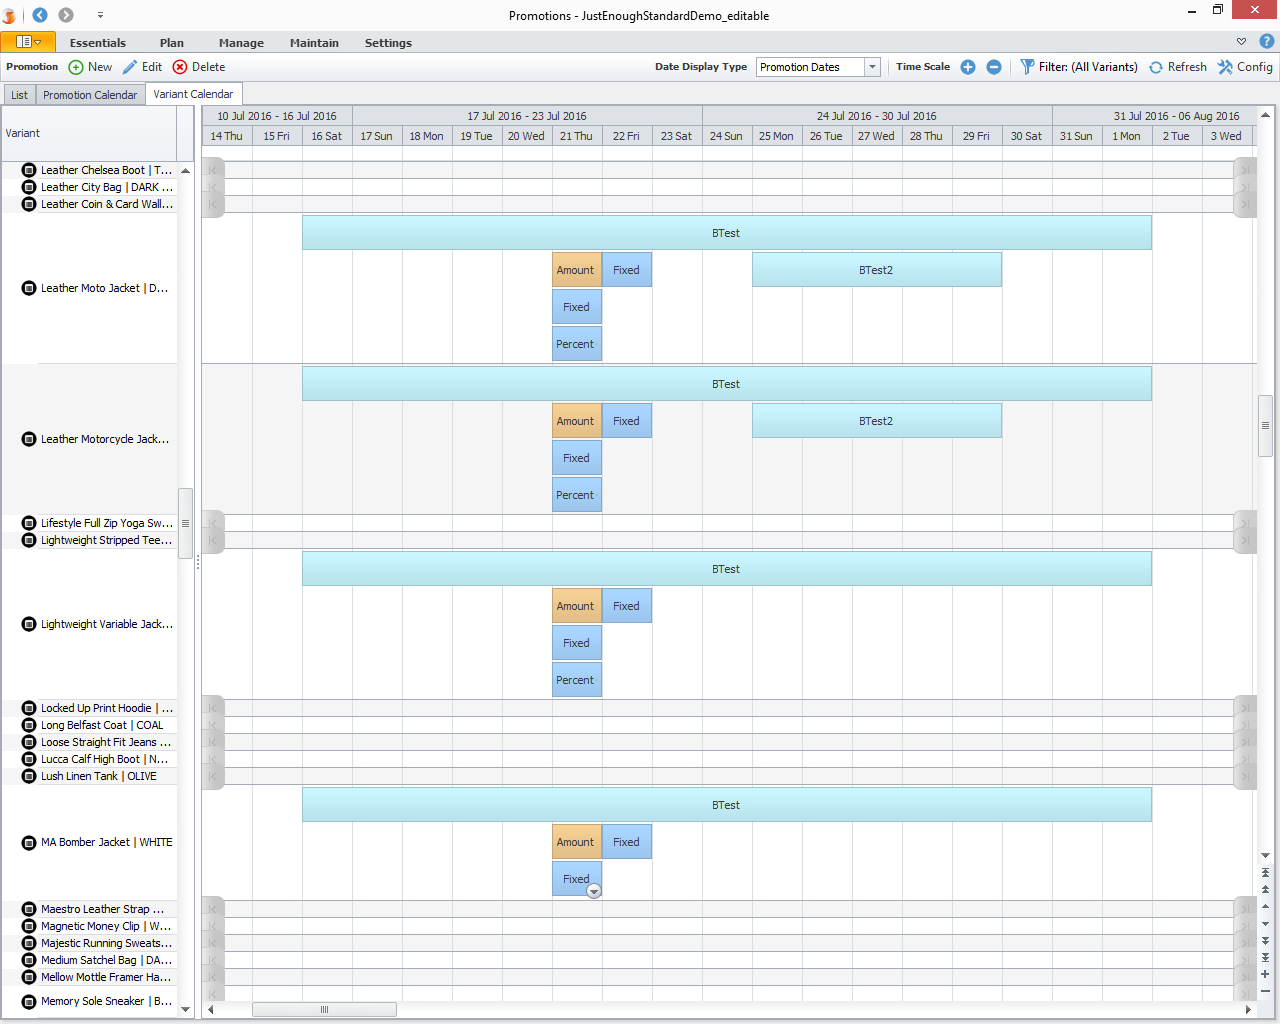 Promotions - JustEnoughStandardDemo_editable
Essentials Plan Manage Maintain Settings
Promotion New Edit Delete Date Display Type Promotion Dates Time Scale Filter: (All Variants) Refresh Config
List Promotion Calendar Variant Calendar
Variant
10 Jul 2016 - 16 Jul 2016 17 Jul 2016 - 23 Jul 2016 24 Jul 2016 - 30 Jul 2016 31 Jul 2016 - 06 Aug 2016
14 Thu 15 Fri 16 Sat 17 Sun 18 Mon 19 Tue 20 Wed 21 Thu 22 Fri 23 Sat 24 Sun 25 Mon 26 Tue 27 Wed 28 Thu 29 Fri 30 Sat 31 Sun 1 Mon 2 Tue 3 Wed
Leather Chelsea Boot | T...
Leather City Bag | DARK ...
Leather Coin & Card Wall...
BTest
Amount Fixed BTest2
Leather Moto Jacket | D...
Fixed
Percent
BTest
Amount Fixed BTest2
Leather Motorcycle Jack...
Fixed
Percent
Lifestyle Full Zip Yoga Sw...
Lightweight Stripped Tee...
BTest
Amount Fixed
Lightweight Variable Jack...
Fixed
Percent
Locked Up Print Hoodie | ...
Long Belfast Coat | COAL
Loose Straight Fit Jeans ...
Lucca Calf High Boot | N...
Lush Linen Tank | OLIVE
BTest
MA Bomber Jacket | WHITE Amount Fixed
Fixed
Maestro Leather Strap ...
Magnetic Money Clip | W...
Majestic Running Sweats...
Medium Satchel Bag | DA...
Mellow Mottle Framer Ha...
Memory Sole Sneaker | B...